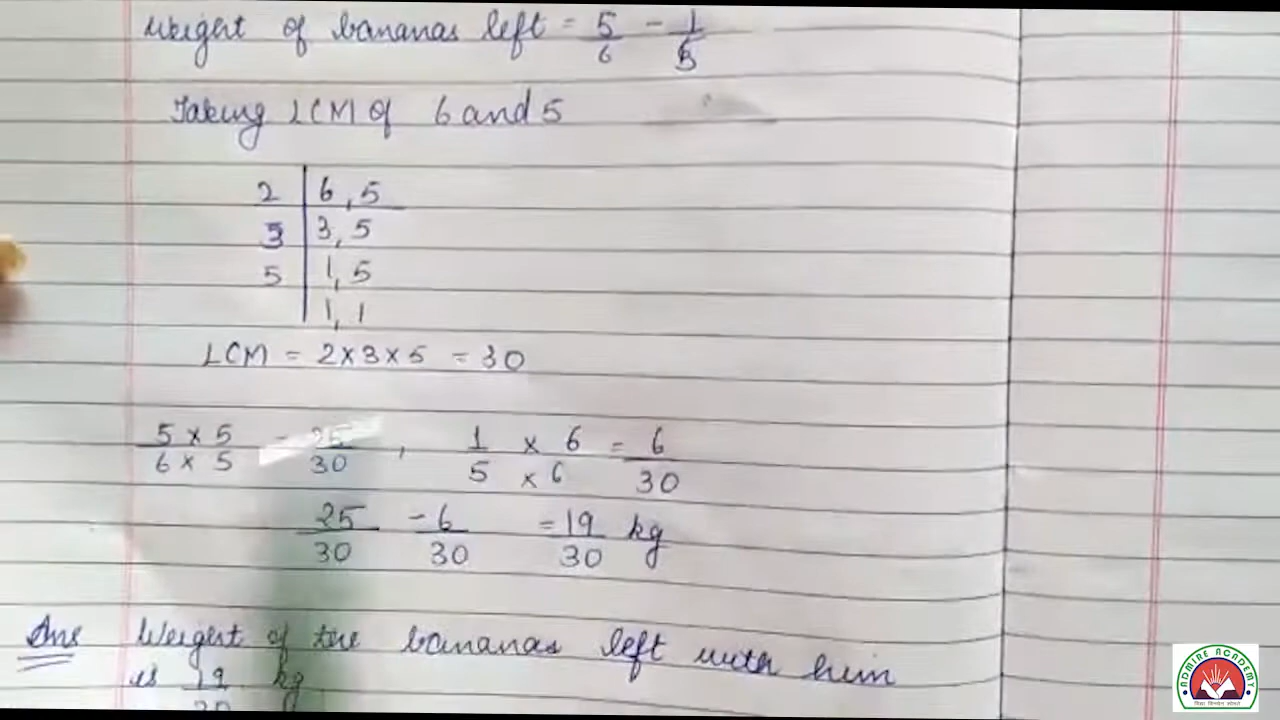 Weight of bananas left = 5/6 - 1/5
Taking LCM of 6 and 5
2 | 6, 5
3 | 3, 5
5 | 1, 5
1, 1
LCM = 2 x 3 x 5 = 30
5 x 5 / 6 x 5 = 25/30 , 1/5 x 6 / x 6 = 6/30
25/30 - 6/30 = 19/30 kg
Ans Weight of the bananas left with him
is 19/30 kg
ADMIRE ACADEMY